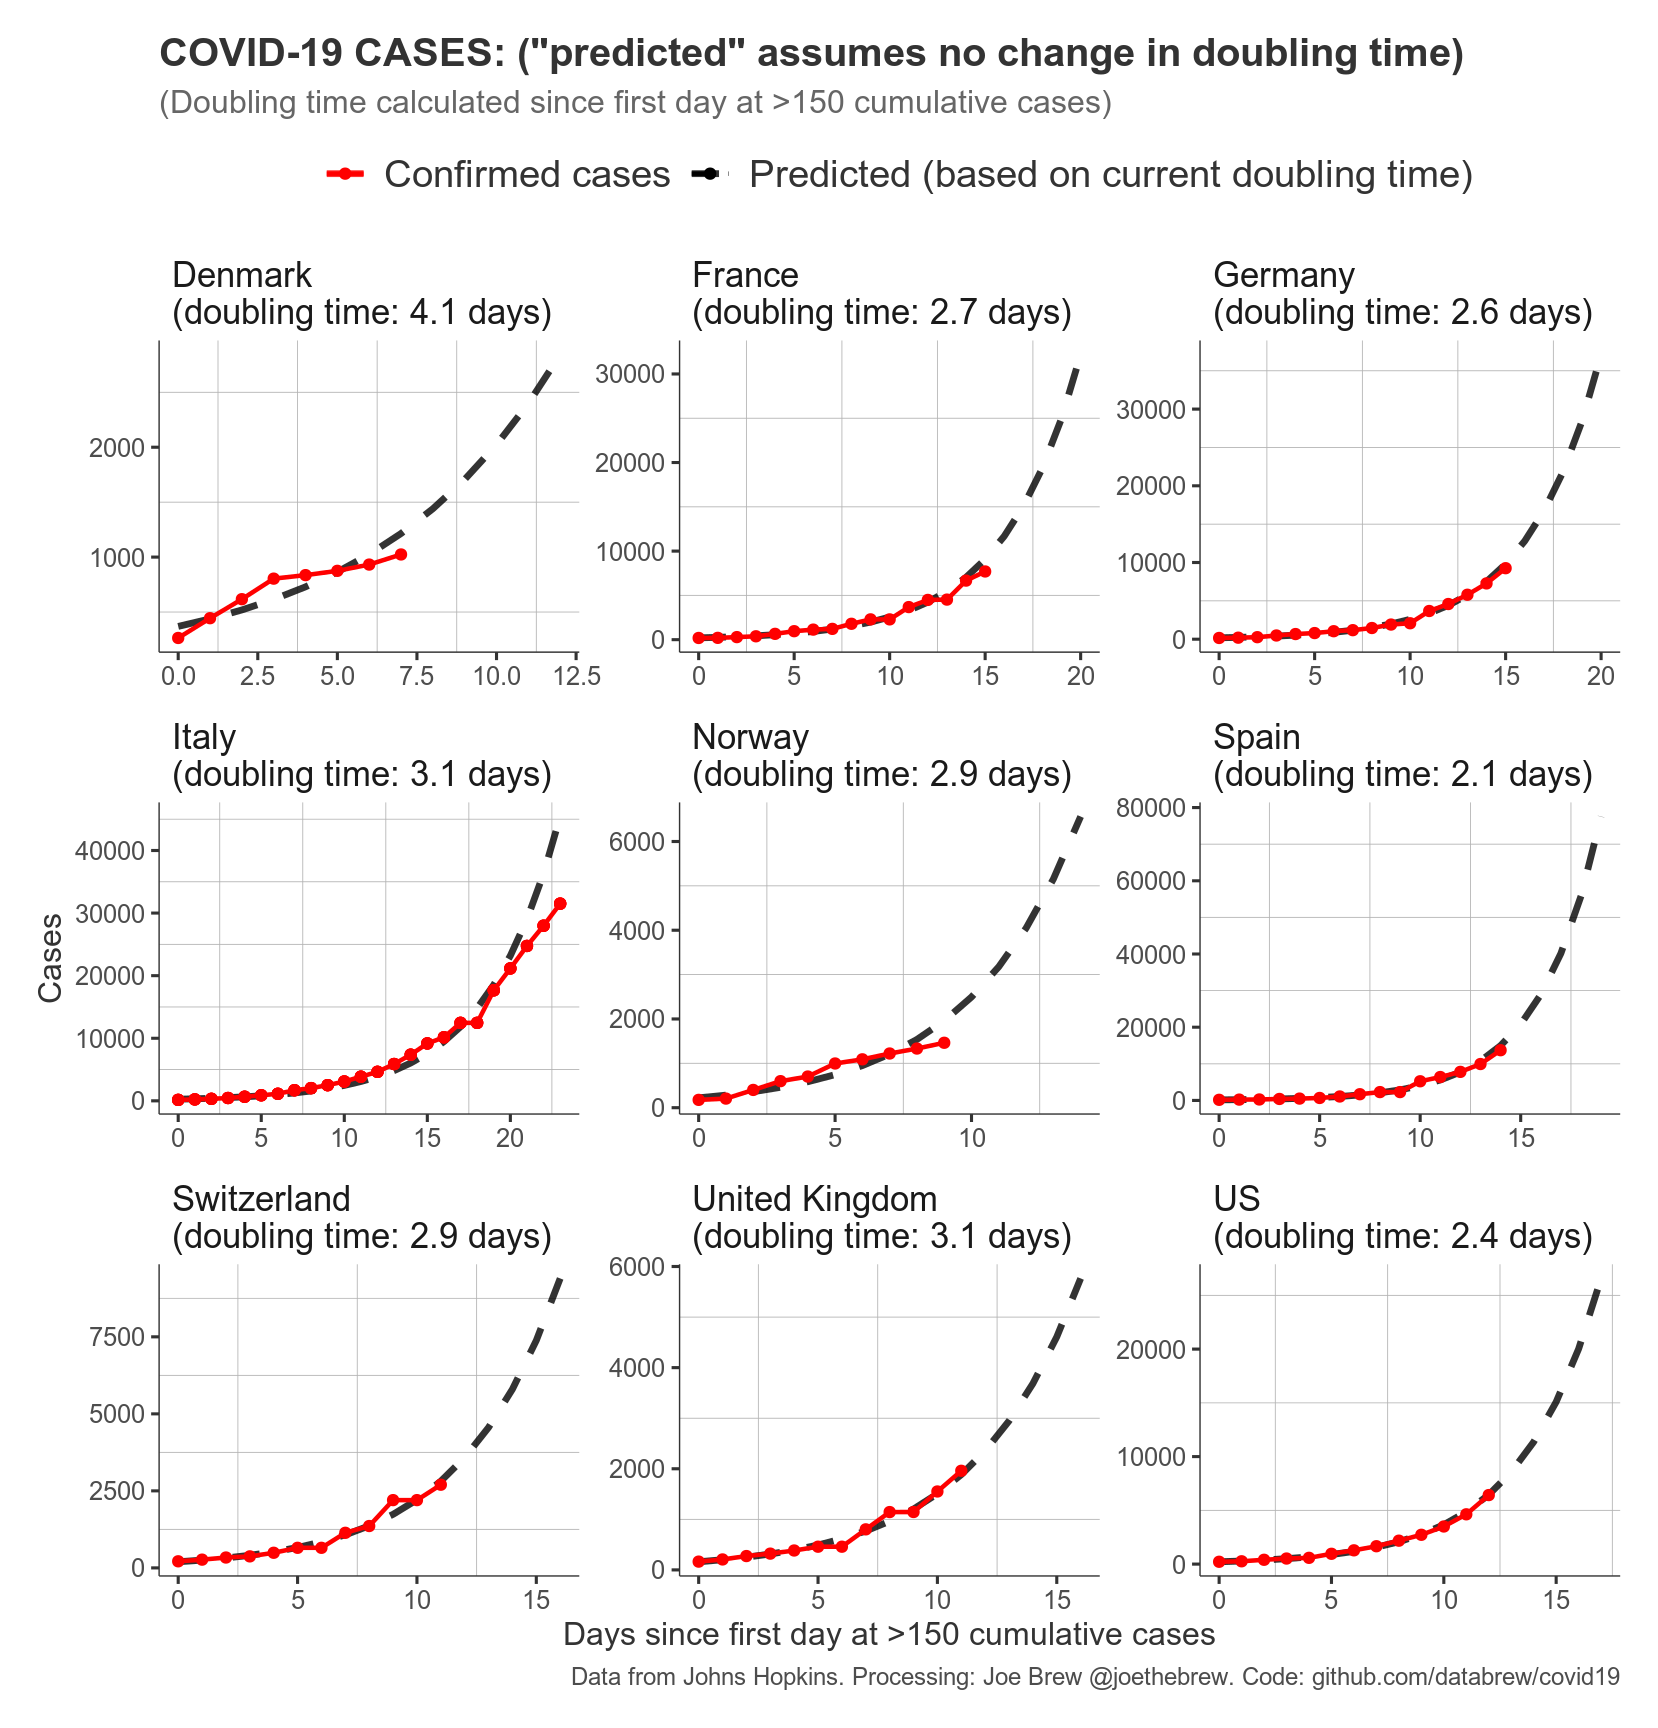 COVID-19 CASES: ("predicted" assumes no change in doubling time)
(Doubling time calculated since first day at >150 cumulative cases)
Confirmed cases Predicted (based on current doubling time)
Denmark
(doubling time: 4.1 days)
2000
1000
0.0 2.5 5.0 7.5 10.0 12.5
France
(doubling time: 2.7 days)
30000
20000
10000
0
0 5 10 15 20
Germany
(doubling time: 2.6 days)
30000
20000
10000
0
0 5 10 15 20
Italy
(doubling time: 3.1 days)
40000
30000
20000
10000
0
0 5 10 15 20
Norway
(doubling time: 2.9 days)
6000
4000
2000
0
0 5 10
Spain
(doubling time: 2.1 days)
80000
60000
40000
20000
0
0 5 10 15
Switzerland
(doubling time: 2.9 days)
7500
5000
2500
0
0 5 10 15
United Kingdom
(doubling time: 3.1 days)
6000
4000
2000
0
0 5 10 15
US
(doubling time: 2.4 days)
20000
10000
0
0 5 10 15
Cases
Days since first day at >150 cumulative cases
Data from Johns Hopkins. Processing: Joe Brew @joethebrew. Code: github.com/databrew/covid19